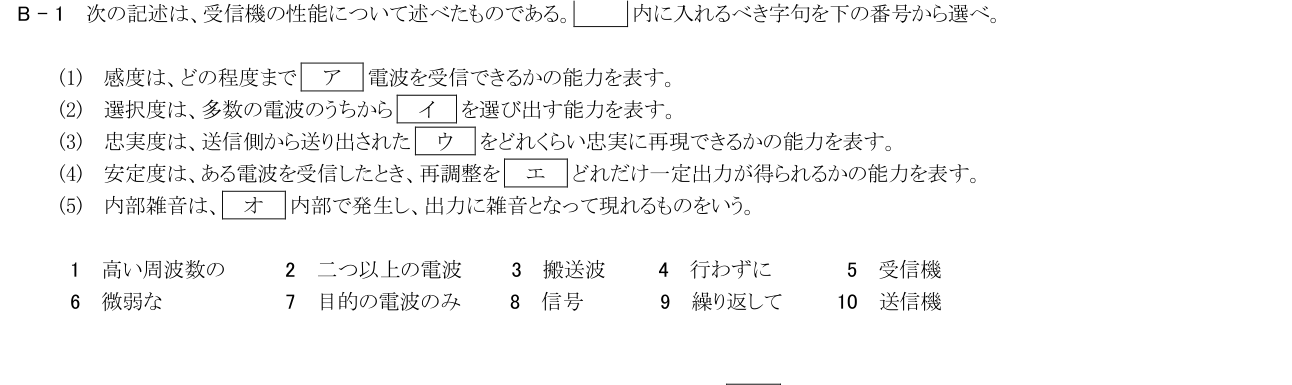 B-1 次の記述は、受信機の性能について述べたものである。 内に入れるべき字句を下の番号から選べ。
(1) 感度は、どの程度まで ア 電波を受信できるかの能力を表す。
(2) 選択度は、多数の電波のうちから イ を選び出す能力を表す。
(3) 忠実度は、送信側から送り出された ウ をどれくらい忠実に再現できるかの能力を表す。
(4) 安定度は、ある電波を受信したとき、再調整を エ どれだけ一定出力が得られるかの能力を表す。
(5) 内部雑音は、 オ 内部で発生し、出力に雑音となって現れるものをいう。
1 高い周波数の 2 二つ以上の電波 3 搬送波 4 行わずに 5 受信機
6 微弱な 7 目的の電波のみ 8 信号 9 繰り返して 10 送信機